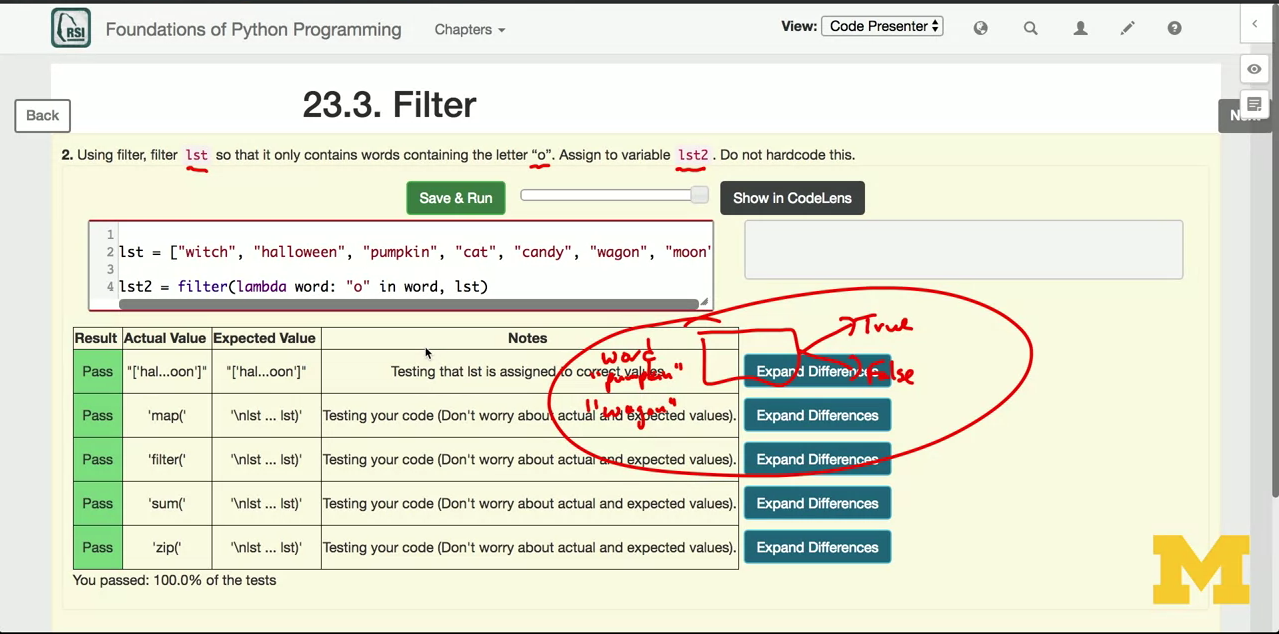 RSI Foundations of Python Programming Chapters View: Code Presenter
Back
23.3. Filter
2. Using filter, filter lst so that it only contains words containing the letter “o”. Assign to variable lst2 . Do not hardcode this.
Save & Run Show in CodeLens
1
2 lst = ["witch", "halloween", "pumpkin", "cat", "candy", "wagon", "moon"
3
4 lst2 = filter(lambda word: "o" in word, lst)
Result Actual Value Expected Value Notes
True
word
Pass "['hal...oon']" "['hal...oon']" Testing that lst is assigned to correct values. Expand Differences
"pumpkin" False
"wagon"
Pass 'map(' '\nlst ... lst)' Testing your code (Don't worry about actual and expected values). Expand Differences
Pass 'filter(' '\nlst ... lst)' Testing your code (Don't worry about actual and expected values). Expand Differences
Pass 'sum(' '\nlst ... lst)' Testing your code (Don't worry about actual and expected values). Expand Differences
Pass 'zip(' '\nlst ... lst)' Testing your code (Don't worry about actual and expected values). Expand Differences
You passed: 100.0% of the tests
M